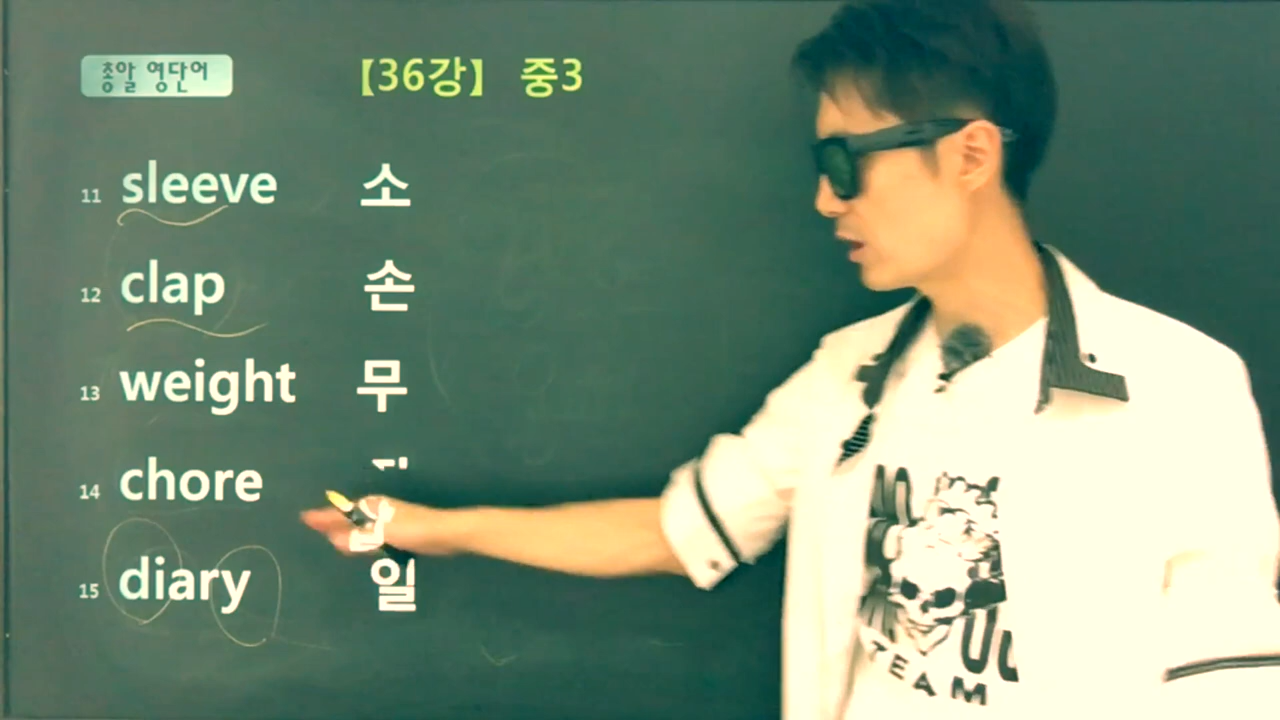 총알 영단어
【36강】 중3
11 sleeve 소
12 clap 손
13 weight 무
14 chore
15 diary 일
TEAM